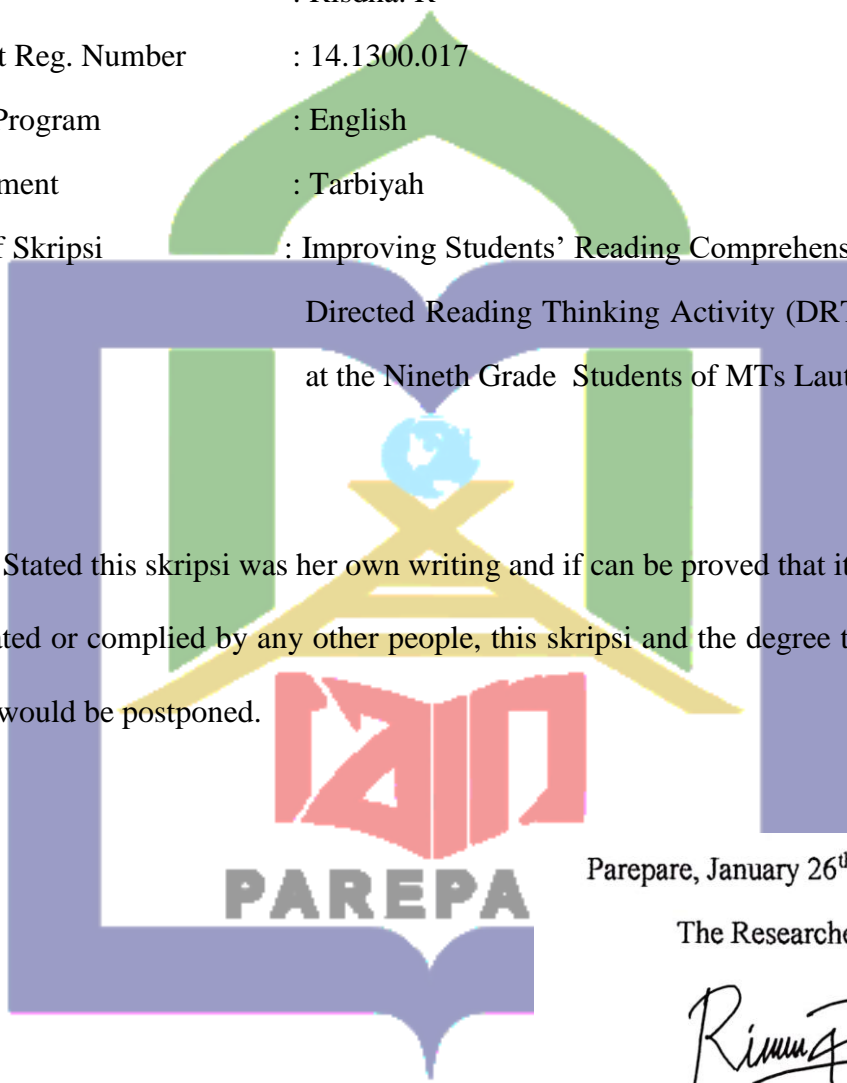 t Reg. Number : 14.1300.017
Program : English
ment : Tarbiyah
f Skripsi : Improving Students’ Reading Comprehens
Directed Reading Thinking Activity (DRT
at the Nineth Grade Students of MTs Laut
Stated this skripsi was her own writing and if can be proved that it
ated or complied by any other people, this skripsi and the degree t
would be postponed.
IAIN
PAREPA
Parepare, January 26th
The Researche